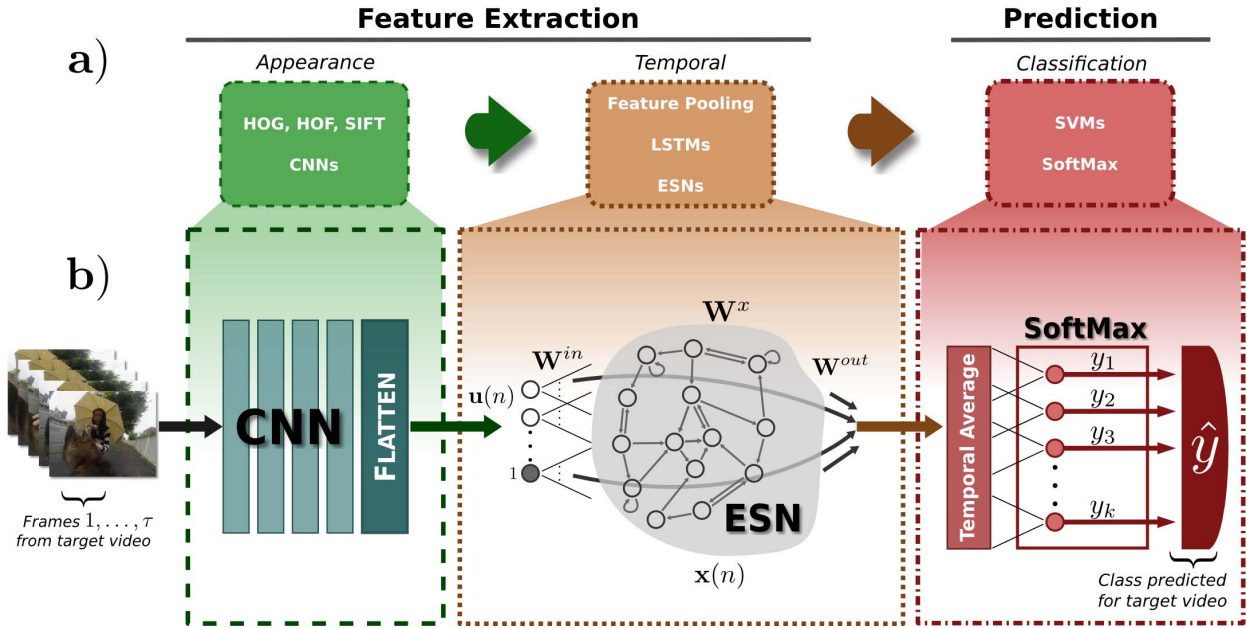 Feature Extraction
Prediction
a)
Appearance
Temporal
Classification
HOG, HOF, SIFT
CNNs
Feature Pooling
LSTMs
ESNs
SVMs
SoftMax
b)
CNN
FLATTEN
Frames 1, . . . , τ
from target video
W^{in}
u(n)
1
W^x
W^{out}
ESN
x(n)
Temporal Average
SoftMax
y_1
y_2
y_3
y_k
ŷ
Class predicted
for target video